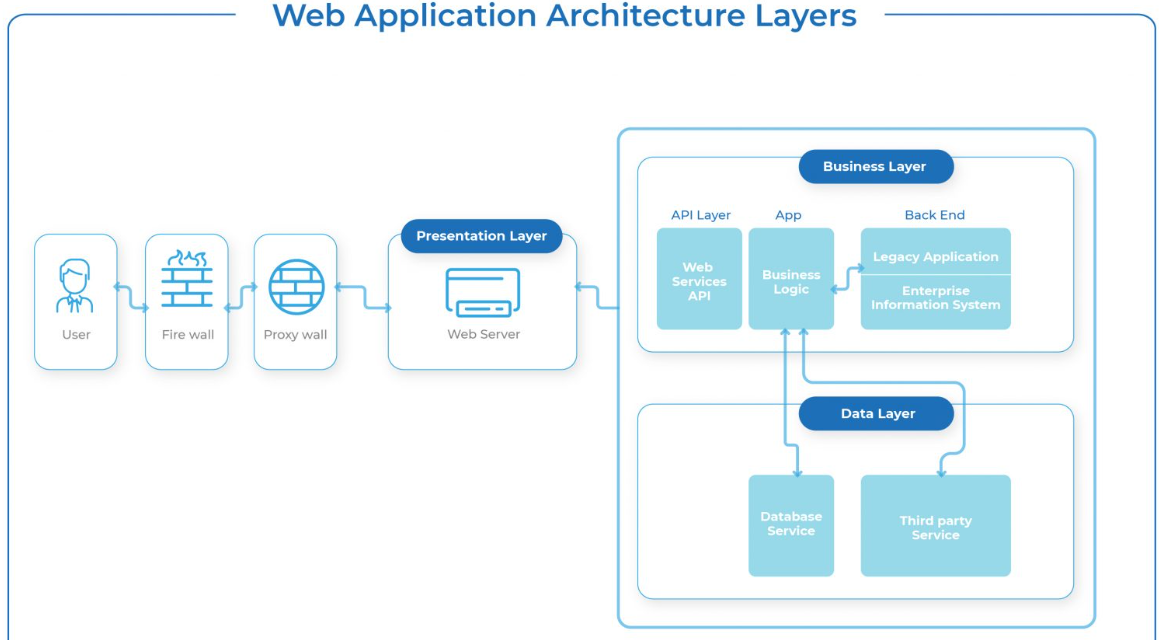 Web Application Architecture Layers
Business Layer
API Layer
App
Back End
Presentation Layer
Web
Services
API
Business
Logic
Legacy Application
Enterprise
Information System
User
Fire wall
Proxy wall
Web Server
Data Layer
Database
Service
Third party
Service